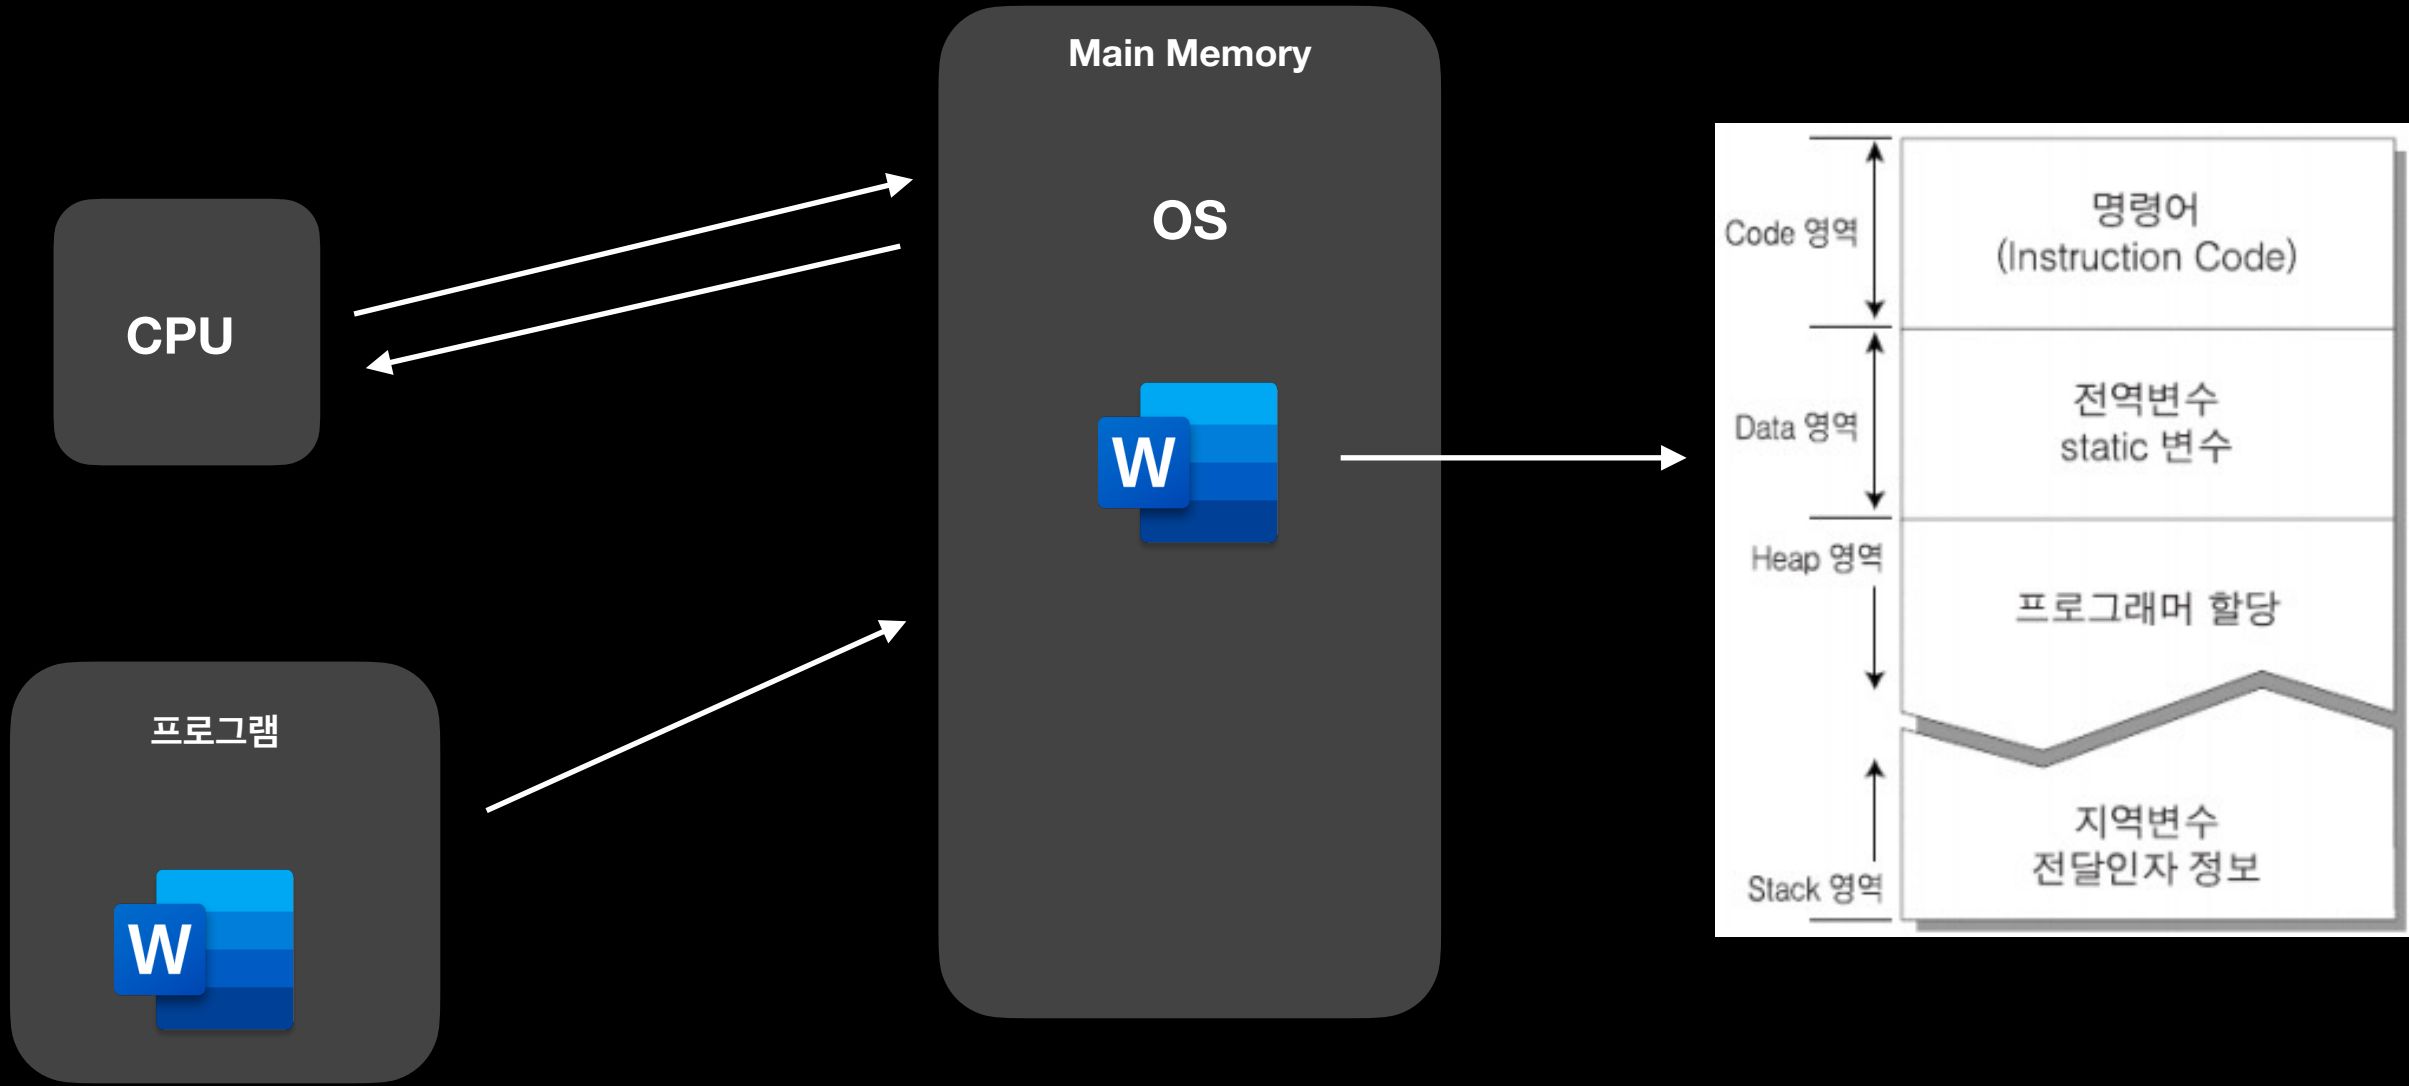 Main Memory
OS
CPU
W
프로그램
W
Code 영역
명령어
(Instruction Code)
Data 영역
전역변수
static 변수
Heap 영역
프로그래머 할당
Stack 영역
지역변수
전달인자 정보